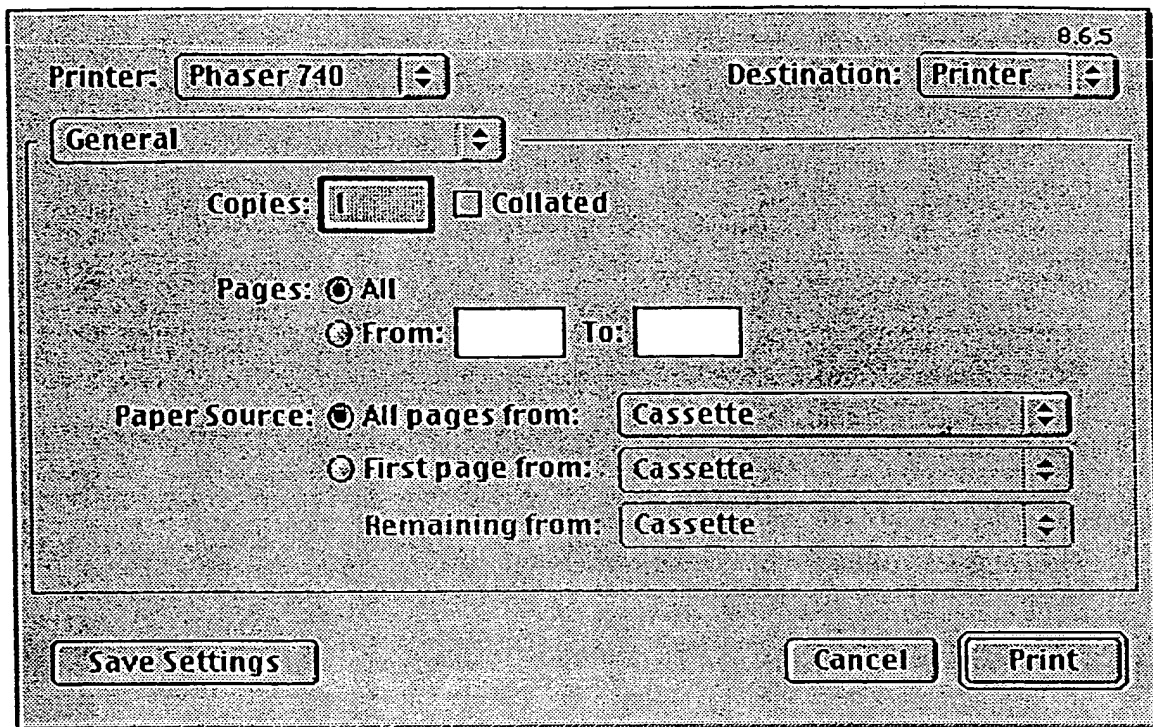 8.6.5
Printer: Phaser 740 Destination: Printer
General
Copies: 1 Collated
Pages: All
From: To:
Paper Source: All pages from: Cassette
First page from: Cassette
Remaining from: Cassette
Save Settings Cancel Print